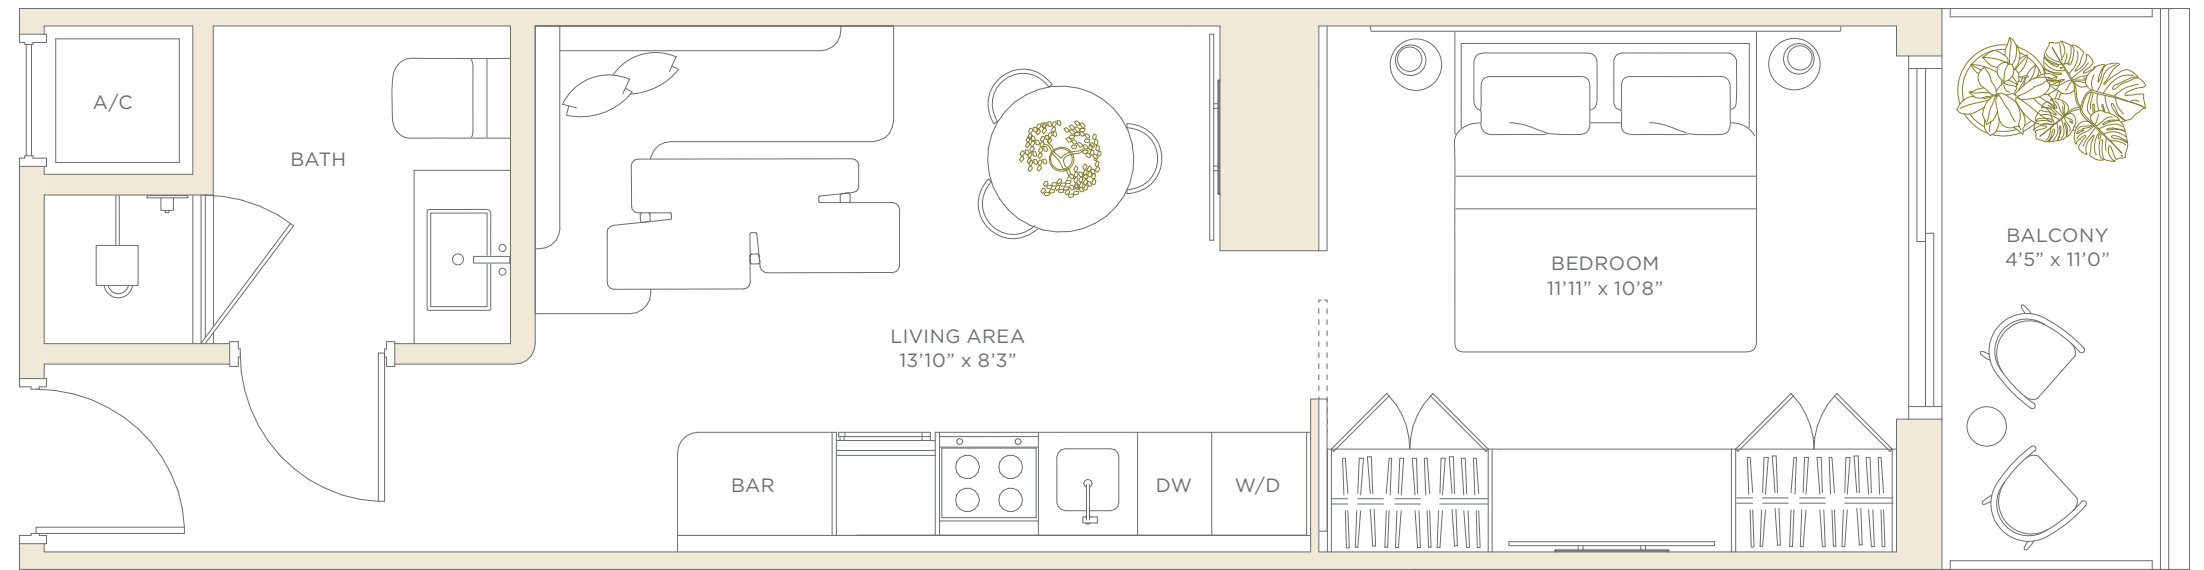 A/C
BATH
LIVING AREA
13’10” x 8’3”
BAR
DW
W/D
BEDROOM
11’11” x 10’8”
BALCONY
4’5” x 11’0”